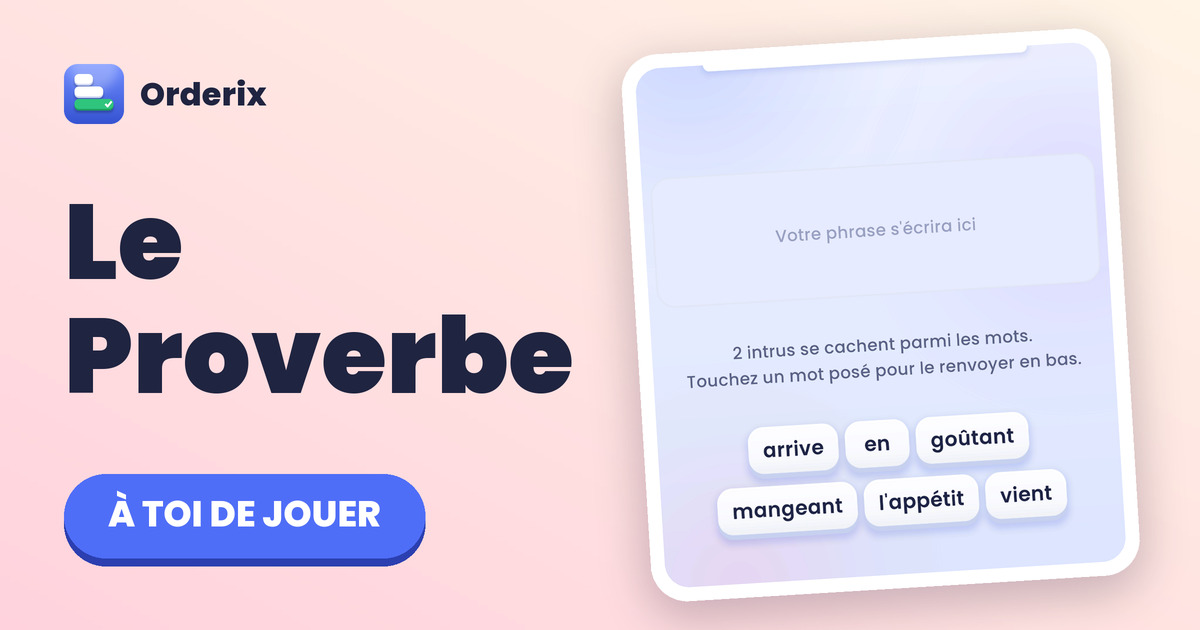 Orderix
Le
Proverbe
À TOI DE JOUER
Votre phrase s'écrira ici
2 intrus se cachent parmi les mots.
Touchez un mot posé pour le renvoyer en bas.
arrive en goûtant
mangeant l'appétit vient